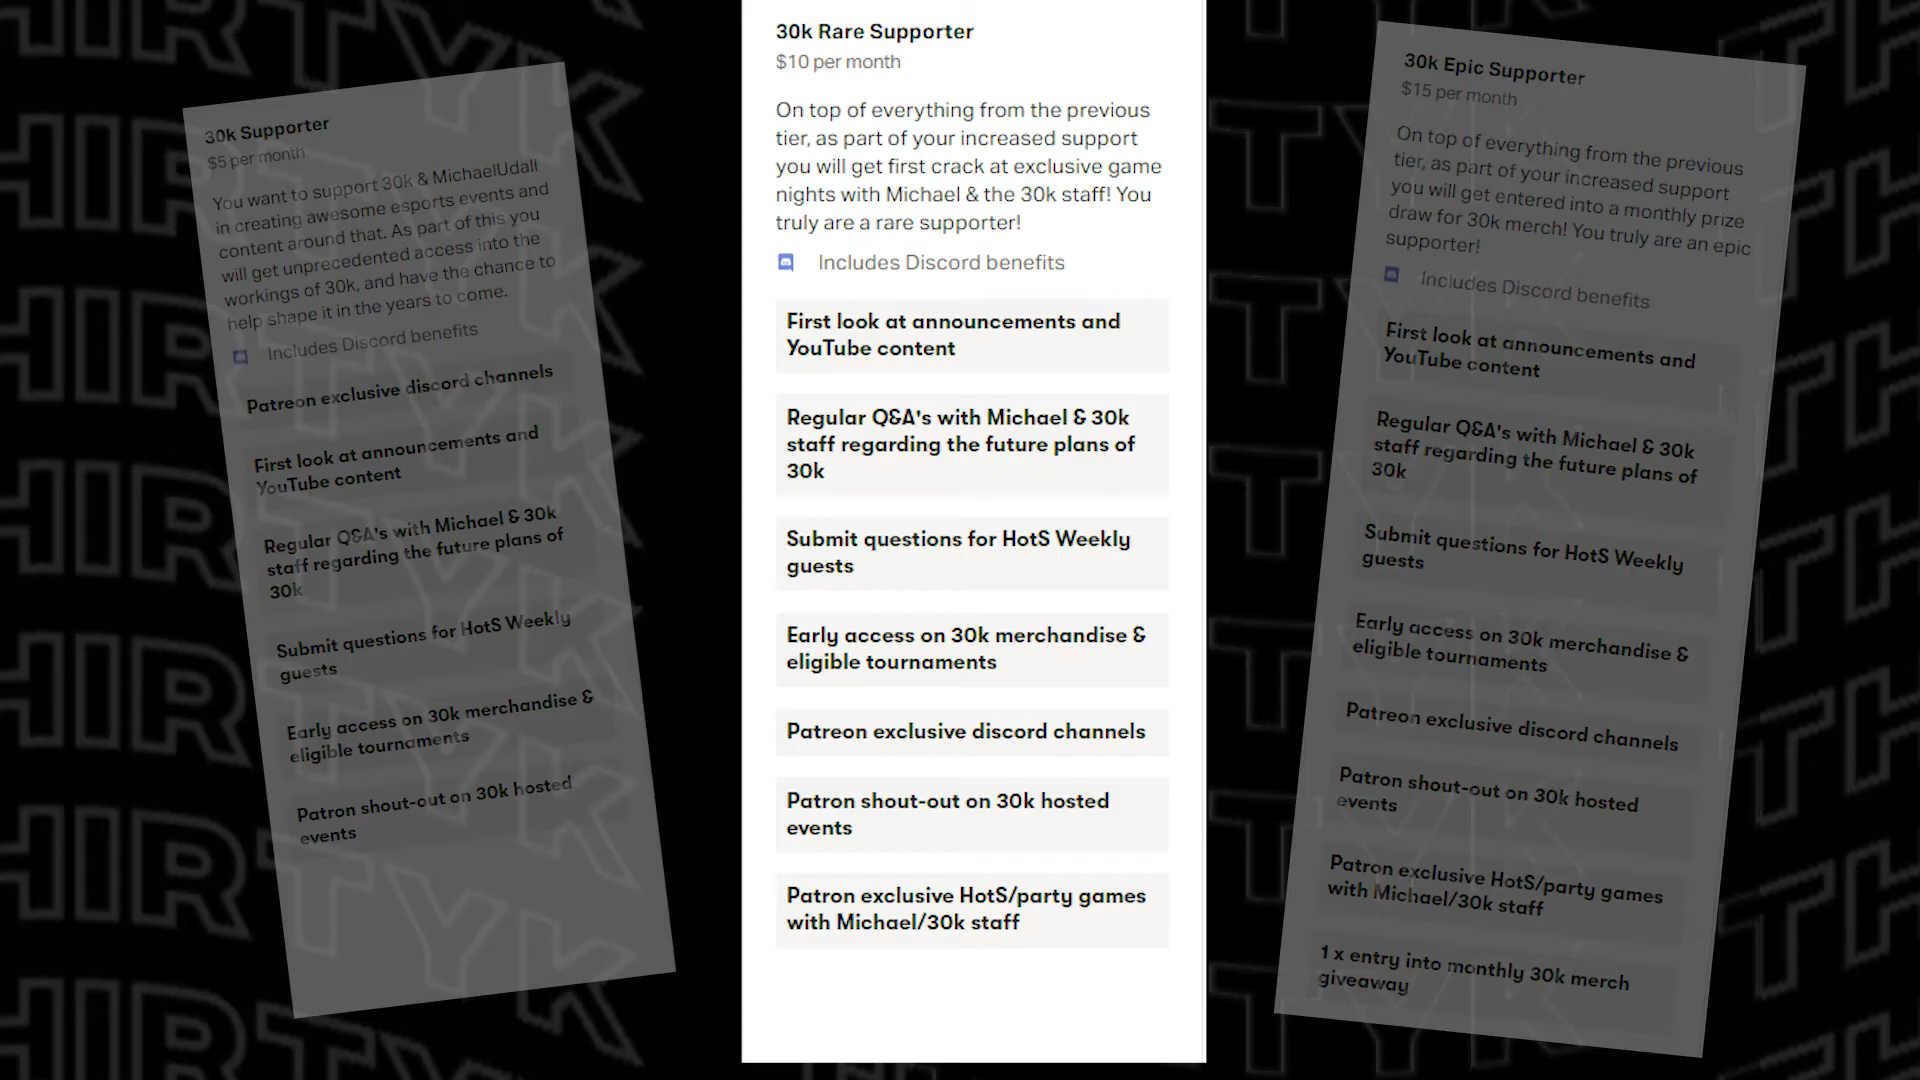 30k Supporter
$5 per month
You want to support 30k & MichaelUdall
in creating awesome esports events and
content around that. As part of this you
will get unprecedented access into the
workings of 30k, and have the chance to
help shape it in the years to come.
Includes Discord benefits
Patreon exclusive discord channels
First look at announcements and
YouTube content
Regular Q&A's with Michael & 30k
staff regarding the future plans of
30k
Submit questions for HotS Weekly
guests
Early access on 30k merchandise &
eligible tournaments
Patron shout-out on 30k hosted
events
30k Rare Supporter
$10 per month
On top of everything from the previous
tier, as part of your increased support
you will get first crack at exclusive game
nights with Michael & the 30k staff! You
truly are a rare supporter!
Includes Discord benefits
First look at announcements and
YouTube content
Regular Q&A's with Michael & 30k
staff regarding the future plans of
30k
Submit questions for HotS Weekly
guests
Early access on 30k merchandise &
eligible tournaments
Patreon exclusive discord channels
Patron shout-out on 30k hosted
events
Patron exclusive HotS/party games
with Michael/30k staff
30k Epic Supporter
$15 per month
On top of everything from the previous
tier, as part of your increased support
you will get entered into a monthly prize
draw for 30k merch! You truly are an epic
supporter!
Includes Discord benefits
First look at announcements and
YouTube content
Regular Q&A's with Michael & 30k
staff regarding the future plans of
30k
Submit questions for HotS Weekly
guests
Early access on 30k merchandise &
eligible tournaments
Patreon exclusive discord channels
Patron shout-out on 30k hosted
events
Patron exclusive HotS/party games
with Michael/30k staff
1 x entry into monthly 30k merch
giveaway